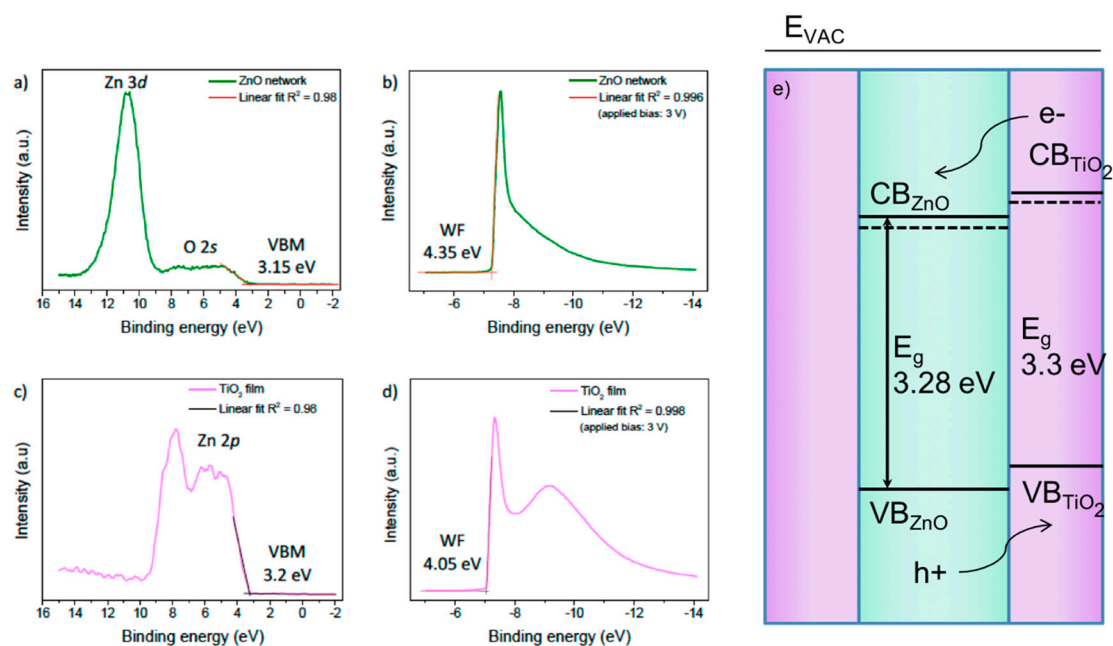 a)
Zn 3d
ZnO network
Linear fit R² = 0.98
O 2s
VBM
3.15 eV
Intensity (a.u.)
16 14 12 10 8 6 4 2 0 -2
Binding energy (eV)
b)
ZnO network
Linear fit R² = 0.996
(applied bias: 3 V)
WF
4.35 eV
Intensity (a.u.)
-6 -8 -10 -12 -14
Binding energy (eV)
c)
TiO₂ film
Linear fit R² = 0.98
Zn 2p
VBM
3.2 eV
Intensity (a.u)
16 14 12 10 8 6 4 2 0 -2
Binding energy (eV)
d)
TiO₂ film
Linear fit R² = 0.998
(applied bias: 3 V)
WF
4.05 eV
Intensity (a.u.)
-6 -8 -10 -12 -14
Binding energy (eV)
E_VAC
e)
e-
CB_TiO₂
CB_ZnO
E_g
3.28 eV
E_g
3.3 eV
VB_ZnO
VB_TiO₂
h+